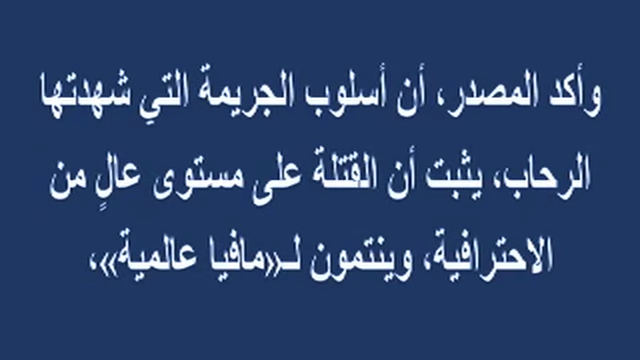 وأكد المصدر، أن أسلوب الجريمة التي شهدتها
الرحاب، يثبت أن القتلة على مستوى عالٍ من
الاحترافية، وينتمون لـ«مافيا عالمية»،